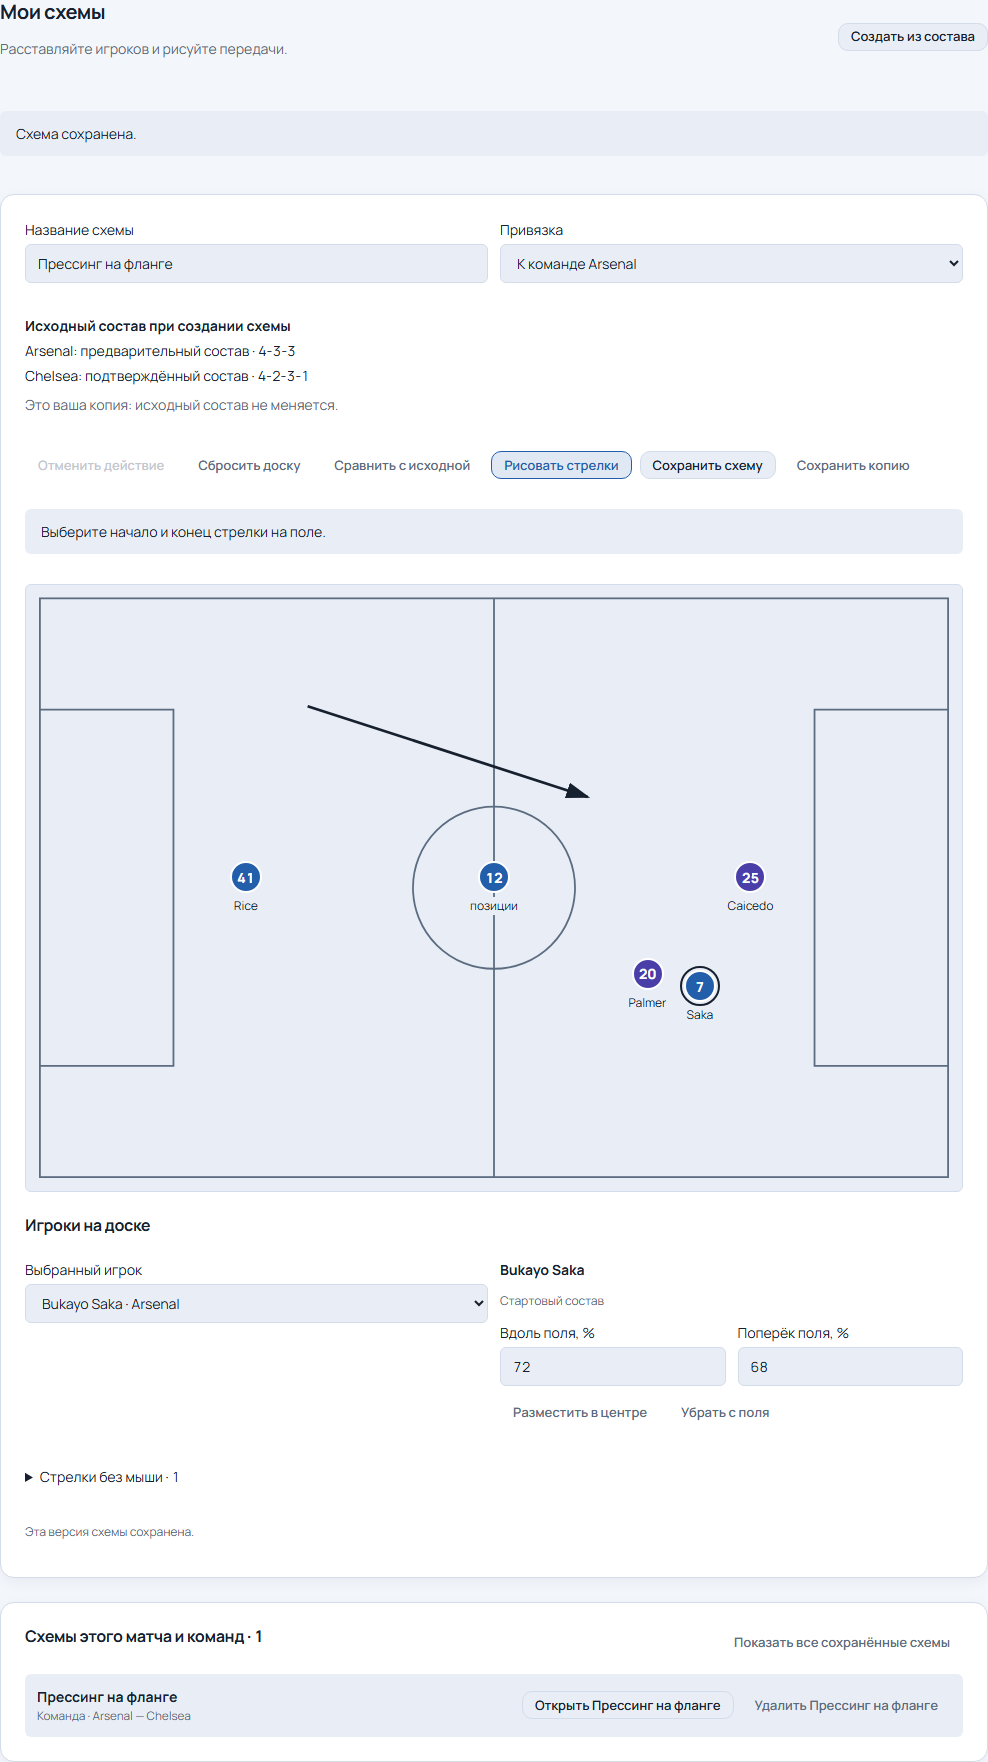 Мои схемы
Расставляйте игроков и рисуйте передачи.
Создать из состава
Схема сохранена.
Название схемы
Привязка
Прессинг на фланге
К команде Arsenal
Исходный состав при создании схемы
Arsenal: предварительный состав · 4-3-3
Chelsea: подтверждённый состав · 4-2-3-1
Это ваша копия: исходный состав не меняется.
Отменить действие
Сбросить доску
Сравнить с исходной
Рисовать стрелки
Сохранить схему
Сохранить копию
Выберите начало и конец стрелки на поле.
41
Rice
12
позиции
25
Caicedo
20
Palmer
7
Saka
Игроки на доске
Выбранный игрок
Bukayo Saka · Arsenal
Bukayo Saka
Стартовый состав
Вдоль поля, %
Поперёк поля, %
72
68
Разместить в центре
Убрать с поля
Стрелки без мыши · 1
Эта версия схемы сохранена.
Схемы этого матча и команд · 1
Показать все сохранённые схемы
Прессинг на фланге
Команда · Arsenal — Chelsea
Открыть Прессинг на фланге
Удалить Прессинг на фланге